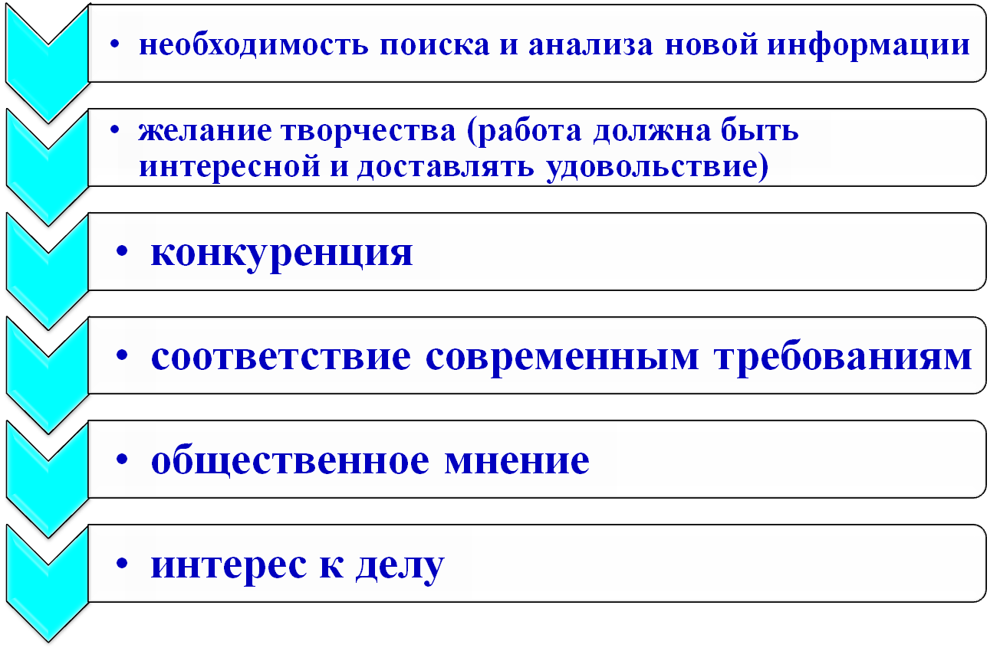 • необходимость поиска и анализа новой информации
• желание творчества (работа должна быть
интересной и доставлять удовольствие)
• конкуренция
• соответствие современным требованиям
• общественное мнение
• интерес к делу